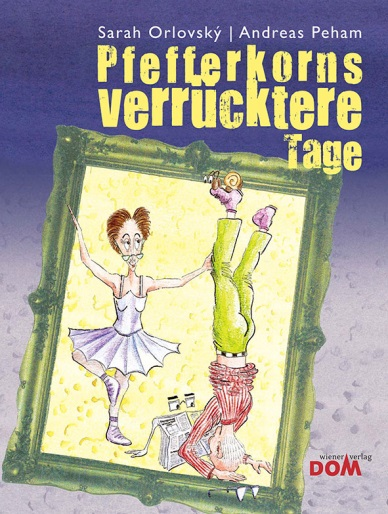 Sarah Orlovský | Andreas Peham
Pfefferkorns
verrücktere
Tage
wiener verlag
DOM